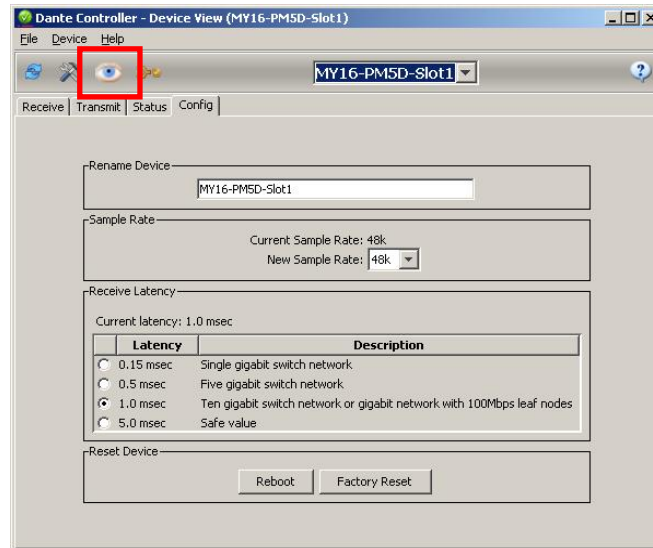 Dante Controller - Device View (MY16-PM5D-Slot1)
File Device Help
MY16-PM5D-Slot1
Receive Transmit Status Config
Rename Device
MY16-PM5D-Slot1
Sample Rate
Current Sample Rate: 48k
New Sample Rate: 48k
Receive Latency
Current latency: 1.0 msec
Latency Description
0.15 msec Single gigabit switch network
0.5 msec Five gigabit switch network
1.0 msec Ten gigabit switch network or gigabit network with 100Mbps leaf nodes
5.0 msec Safe value
Reset Device
Reboot Factory Reset